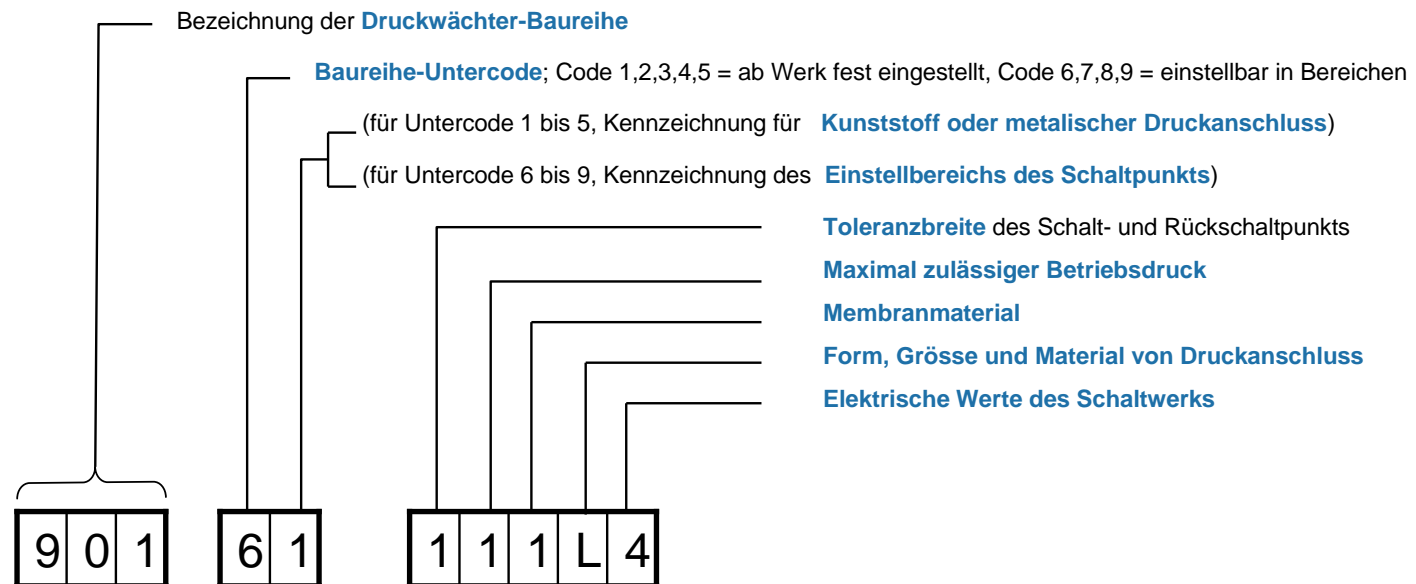 Bezeichnung der Druckwächter-Baureihe
Baureihe-Untercode; Code 1,2,3,4,5 = ab Werk fest eingestellt, Code 6,7,8,9 = einstellbar in Bereichen
(für Untercode 1 bis 5, Kennzeichnung für Kunststoff oder metalischer Druckanschluss)
(für Untercode 6 bis 9, Kennzeichnung des Einstellbereichs des Schaltpunkts)
Toleranzbreite des Schalt- und Rückschaltpunkts
Maximal zulässiger Betriebsdruck
Membranmaterial
Form, Grösse und Material von Druckanschluss
Elektrische Werte des Schaltwerks
9 0 1 6 1 1 1 1 L 4